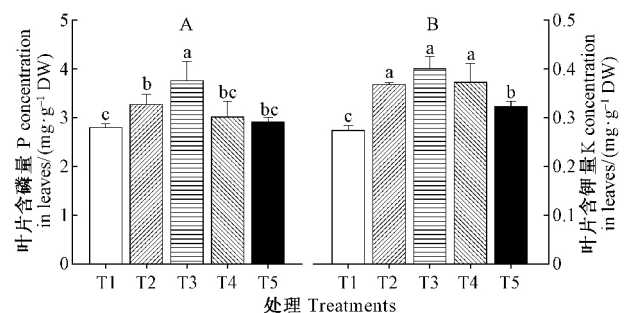 A
B
叶片含磷量 P concentration
in leaves/(mg·g⁻¹ DW)
5
4
3
2
1
0
c
b
a
bc
bc
T1
T2
T3
T4
T5
c
a
a
a
b
T1
T2
T3
T4
T5
0.5
0.4
0.3
0.2
0.1
0
叶片含钾量 K concentration
in leaves/(mg·g⁻¹ DW)
处理 Treatments